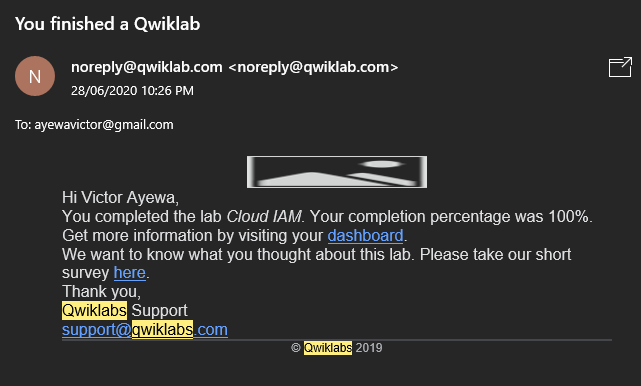 You finished a Qwiklab
N
noreply@qwiklab.com <noreply@qwiklab.com>
28/06/2020 10:26 PM
To: ayewavictor@gmail.com
Hi Victor Ayewa,
You completed the lab Cloud IAM. Your completion percentage was 100%.
Get more information by visiting your dashboard.
We want to know what you thought about this lab. Please take our short
survey here.
Thank you,
Qwiklabs Support
support@qwiklabs.com
© Qwiklabs 2019